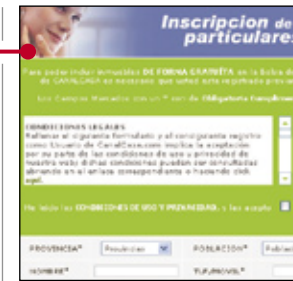 Inscripcion de
particulares
Para poder incluir inmuebles DE FORMA GRATUITA en la Bolsa de
de CANALCASA es necesario que usted esté registrado previa
Los Campos Marcados con un * son de Obligatorio Cumplimen
CONDICIONES LEGALES
Rellenar el siguiente formulario y el consiguiente registro
como Usuario de CanalCasa.com implica la aceptación
por su parte de las condiciones de uso y privacidad de
nuestra web; dichas condiciones pueden ser consultadas
abriendo en el enlace correspondiente o haciendo click
aquí.
He leído las CONDICIONES DE USO Y PRIVACIDAD, y las acepto
PROVINCIA* Provincias POBLACION* Poblac
NOMBRE* TLF.MOVIL*